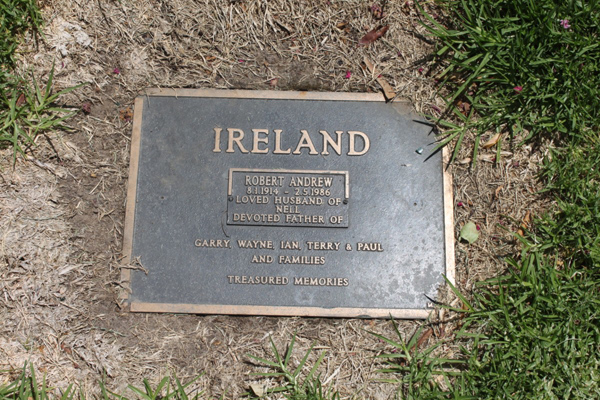 IRELAND
ROBERT ANDREW
8.1.1914 - 2.5.1986
LOVED HUSBAND OF
NELL
DEVOTED FATHER OF
GARRY, WAYNE, IAN, TERRY & PAUL
AND FAMILIES
TREASURED MEMORIES